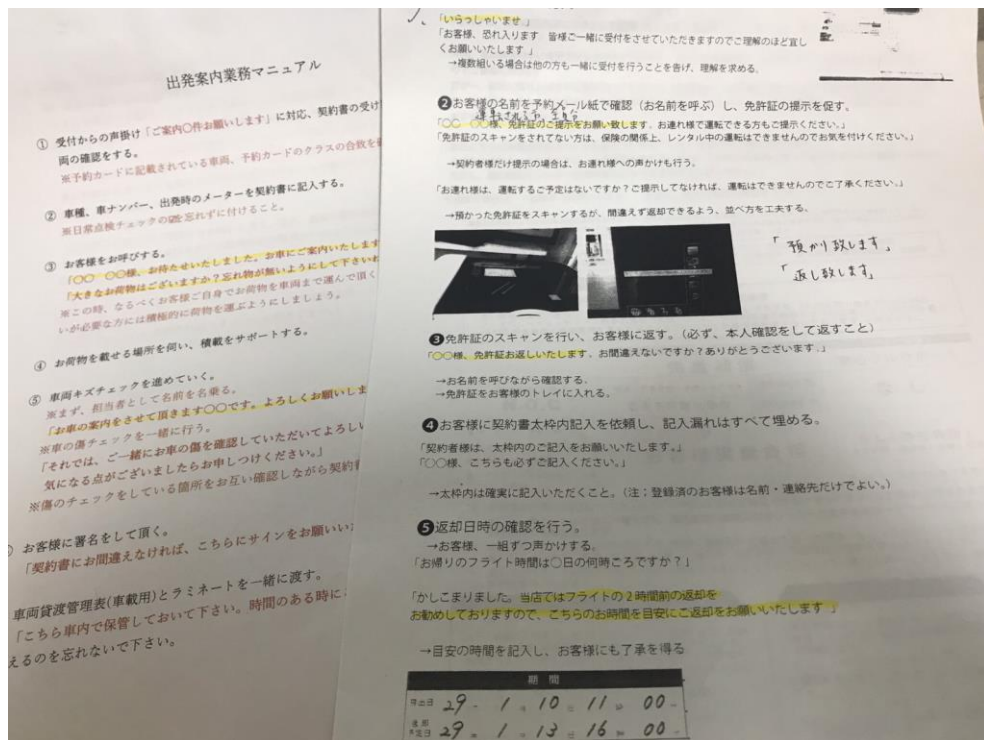 出発案内業務マニュアル
① 受付からの声掛け「ご案内〇件お願いします」に対応、契約書の受け
両の確認をする。
※予約カードに記載されている車両、予約カードのクラスの合致を
② 車種、車ナンバー、出発時のメーターを契約書に記入する。
※日常点検チェックの☑を忘れずに付けること。
③ お客様をお呼びする。
「〇〇 〇〇様、お待たせいたしました。お車にご案内いたします
「大きなお荷物はございますか？忘れ物が無いようにして下さいね
※この時、なるべくお客様ご自身でお荷物を車両まで運んで頂く
いが必要な方には積極的に荷物を運ぶようにしましょう。
④ お荷物を載せる場所を伺い、積載をサポートする。
⑤ 車両キズチェックを進めていく。
※まず、担当者として名前を名乗る。
「お車の案内をさせて頂きます〇〇です。よろしくお願いしま
※車の傷チェックを一緒に行う。
「それでは、ご一緒にお車の傷を確認していただいてよろしい
気になる点がございましたらお申しつけください。」
※傷のチェックをしている箇所をお互い確認しながら契約書
お客様に署名をして頂く。
「契約書にお間違えなければ、こちらにサインをお願いいた
車両貸渡管理表(車載用)とラミネートを一緒に渡す。
「こちら車内で保管しておいて下さい。時間のある時に
えるのを忘れないで下さい。
「いらっしゃいませ」
「お客様、恐れ入ります 皆様ご一緒に受付をさせていただきますのでご理解のほど宜し
くお願いいたします」
→複数組いる場合は他の方も一緒に受付を行うことを告げ、理解を求める。
❷お客様の名前を予約メール紙で確認（お名前を呼ぶ）し、免許証の提示を促す。
運転される方、全員分
「〇〇 〇〇様、免許証のご提示をお願い致します。お連れ様で運転できる方もご提示ください。」
「免許証のスキャンをされてない方は、保険の関係上、レンタル中の運転はできませんのでお気を付けください。」
→契約者様だけ提示の場合は、お連れ様への声かけも行う。
「お連れ様は、運転するご予定はないですか？ご提示してなければ、運転はできませんのでご了承ください。」
→預かった免許証をスキャンするが、間違えず返却できるよう、並べ方を工夫する。
「預かり致します」
「返し致します」
❸免許証のスキャンを行い、お客様に返す。（必ず、本人確認をして返すこと）
「〇〇様、免許証お返しいたします。お間違えないですか？ありがとうございます。」
→お名前を呼びながら確認する。
→免許証をお客様のトレイに入れる。
❹お客様に契約書太枠内記入を依頼し、記入漏れはすべて埋める。
「契約者様は、太枠内のご記入をお願いいたします。」
「〇〇様、こちらも必ずご記入ください。」
→太枠内は確実に記入いただくこと。（注：登録済のお客様は名前・連絡先だけでよい。）
❺返却日時の確認を行う。
→お客様、一組ずつ声かけする。
「お帰りのフライト時間は〇日の何時ころですか？」
「かしこまりました。当店ではフライトの２時間前の返却を
お勧めしておりますので、こちらのお時間を目安にご返却をお願いいたします」
→目安の時間を記入し、お客様にも了承を得る
期 間
29 1 10 11 00
29 1 13 16 00